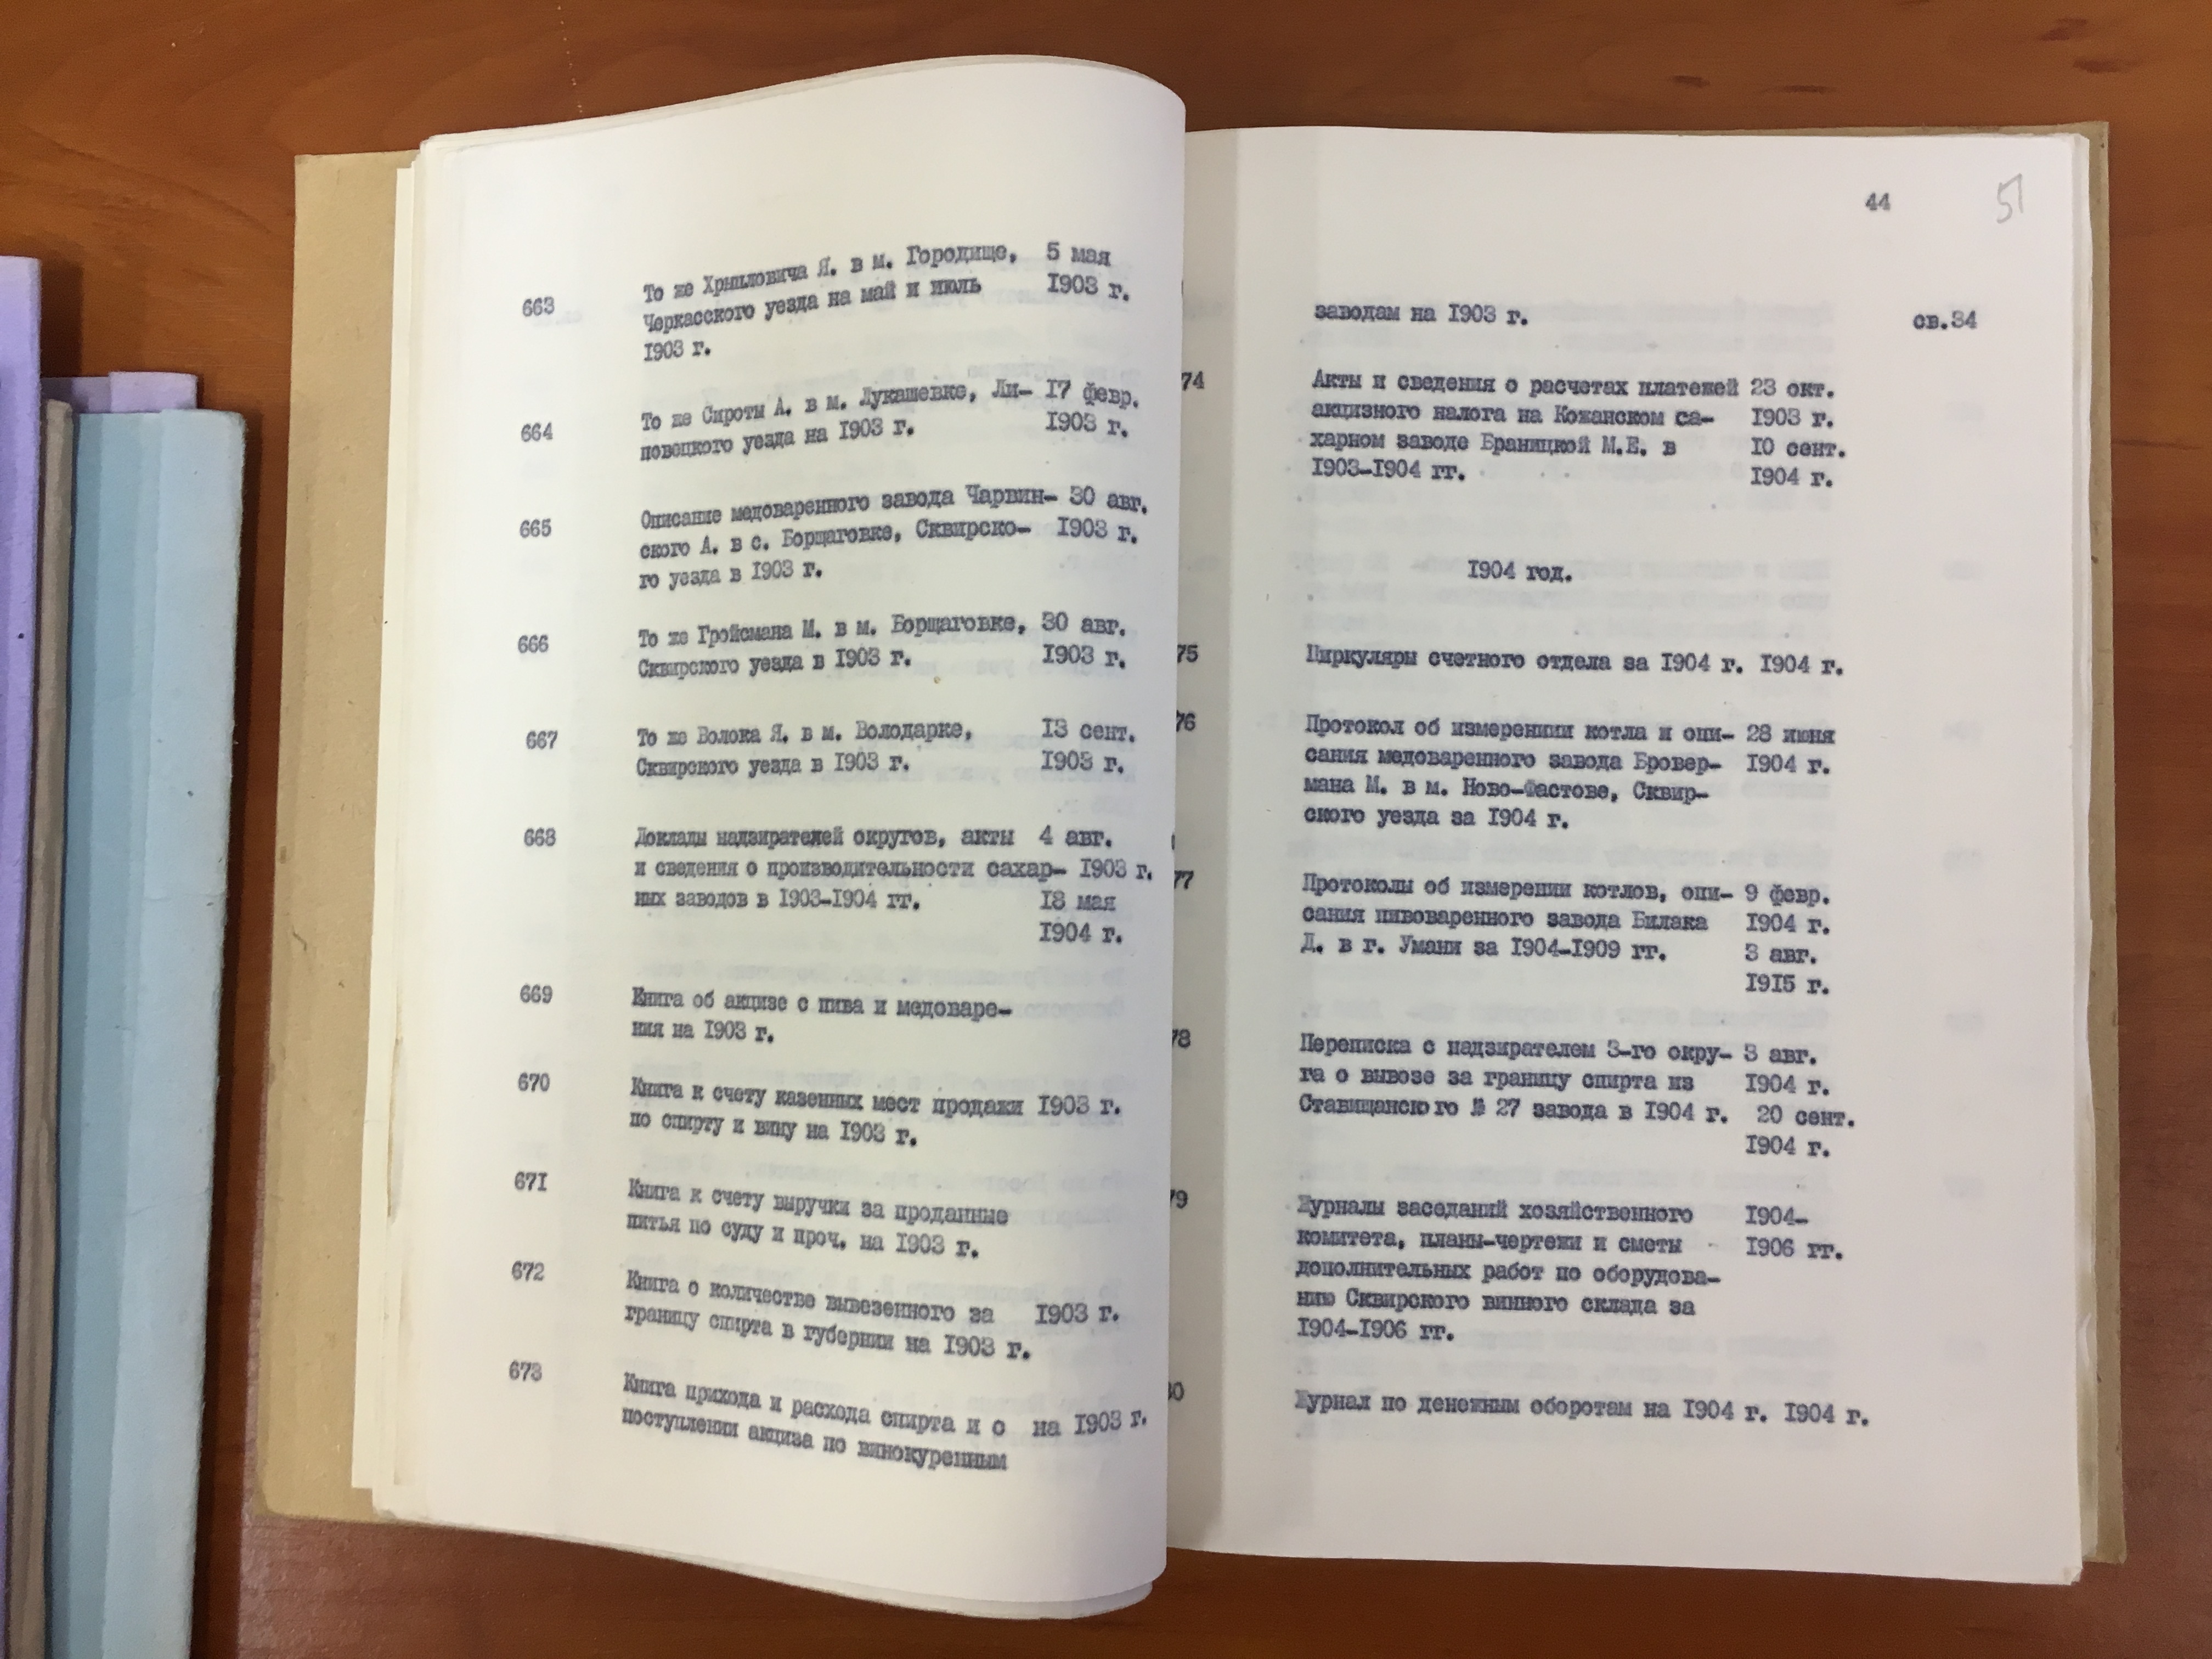 663 То же Хрмыловича Я. в м. Городище, 5 мая
Черкасского уезда на май и июль 1903 г.
1903 г.
664 То же Сироты А. в м. Лукашевке, Ли- 17 февр.
повецкого уезда на 1903 г. 1903 г.
665 Описание медоваренного завода Чарвин- 30 авг.
ского А. в с. Борщаговке, Сквирско- 1903 г.
го уезда в 1903 г.
666 То же Гройсмана М. в м. Борщаговке, 30 авг.
Сквирского уезда в 1903 г. 1903 г.
667 То же Волока Я. в м. Володарке, 13 сент.
Сквирского уезда в 1903 г. 1903 г.
668 Доклады надзирателей округов, акты 4 авг.
и сведения о производительности сахар- 1903 г.
ных заводов в 1903-1904 гг. 18 мая
1904 г.
669 Книга об акцизе с пива и медоваре-
ния на 1903 г.
670 Книга к счету казенных мест продажи 1903 г.
по спирту и вину на 1903 г.
671 Книга к счету выручки за проданные
питья по суду и проч. на 1903 г.
672 Книга о количестве вывезенного за 1903 г.
границу спирта в губернии на 1903 г.
673 Книга прихода и расхода спирта и о на 1903 г.
поступлении акциза по винокуренным
44 51
заводам на 1903 г. св.34
74 Акты и сведения о расчетах платежей 23 окт.
акцизного налога на Кожанском са- 1903 г.
харном заводе Браницкой М.Е. в 10 сент.
1903-1904 гг. 1904 г.
1904 год.
75 Циркуляры счетного отдела за 1904 г. 1904 г.
76 Протокол об измерении котла и опи- 28 июня
сания медоваренного завода Бровер- 1904 г.
мана М. в м. Ново-Фастове, Сквир-
ского уезда за 1904 г.
77 Протоколы об измерении котлов, опи- 9 февр.
сания пивоваренного завода Билака 1904 г.
Д. в г. Умани за 1904-1909 гг. 3 авг.
1915 г.
78 Переписка с надзирателем 3-го окру- 3 авг.
га о вывозе за границу спирта из 1904 г.
Ставищанского № 27 завода в 1904 г. 20 сент.
1904 г.
79 Журналы заседаний хозяйственного 1904-
комитета, планы-чертежи и сметы 1906 гг.
дополнительных работ по оборудова-
нию Сквирского винного склада за
1904-1906 гг.
80 Журнал по денежным оборотам на 1904 г. 1904 г.